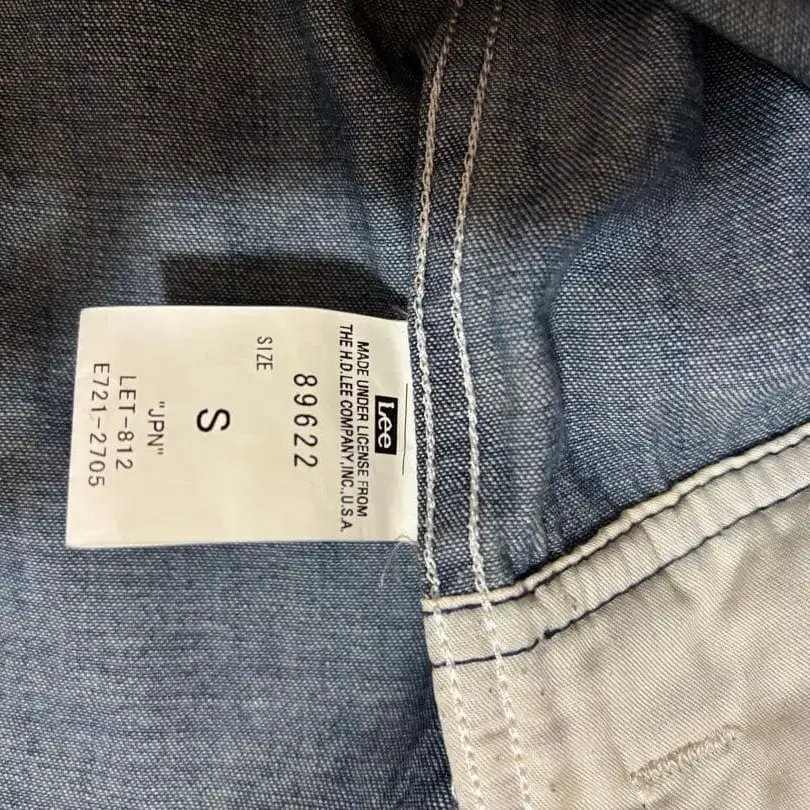 Lee
MADE UNDER LICENSE FROM
THE H.D. LEE COMPANY, INC., U.S.A.
89622
SIZE
S
"JPN"
LET-812
E721-2705